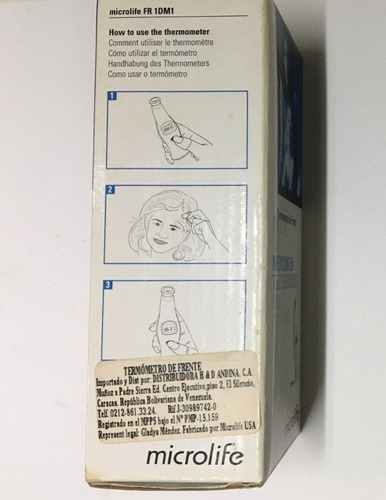 microlife FR 1DM1
How to use the thermometer
Comment utiliser le thermomètre
Cómo utilizar el termómetro
Handhabung des Thermometers
Como usar o termómetro
1
2
3
TERMÓMETRO DE FRENTE
Importado y Dist por: DISTRIBUIDORA H & D ANDINA, C.A.
Muñoz a Padre Sierra Ed. Centro Ejecutivo, piso 2, El Silencio,
Caracas. República Bolivariana de Venezuela.
Telf. 0212-861.33.24. Rif J-30989742-0
Registrado en el MPPS bajo el Nº PMP-15.159
Represent legal: Gladys Méndez. Fabricado por Microlife USA
microlife